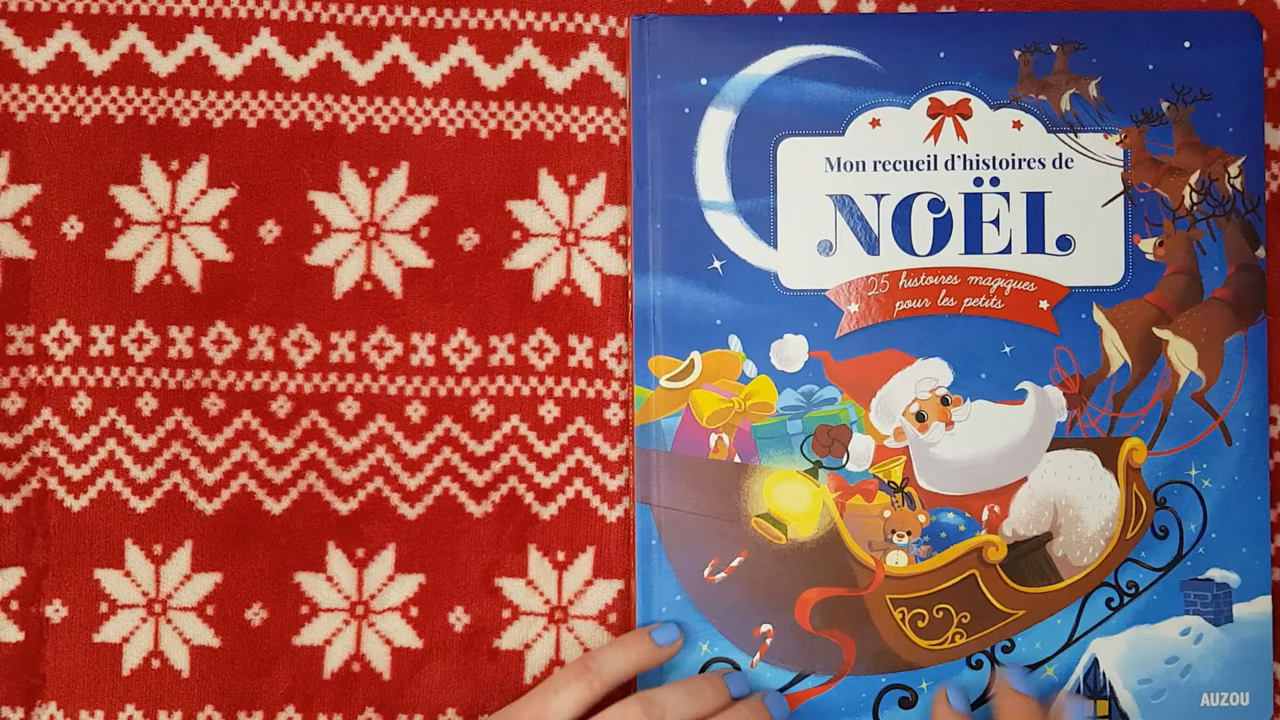 Mon recueil d'histoires de
NOËL
25 histoires magiques
pour les petits
AUZOU